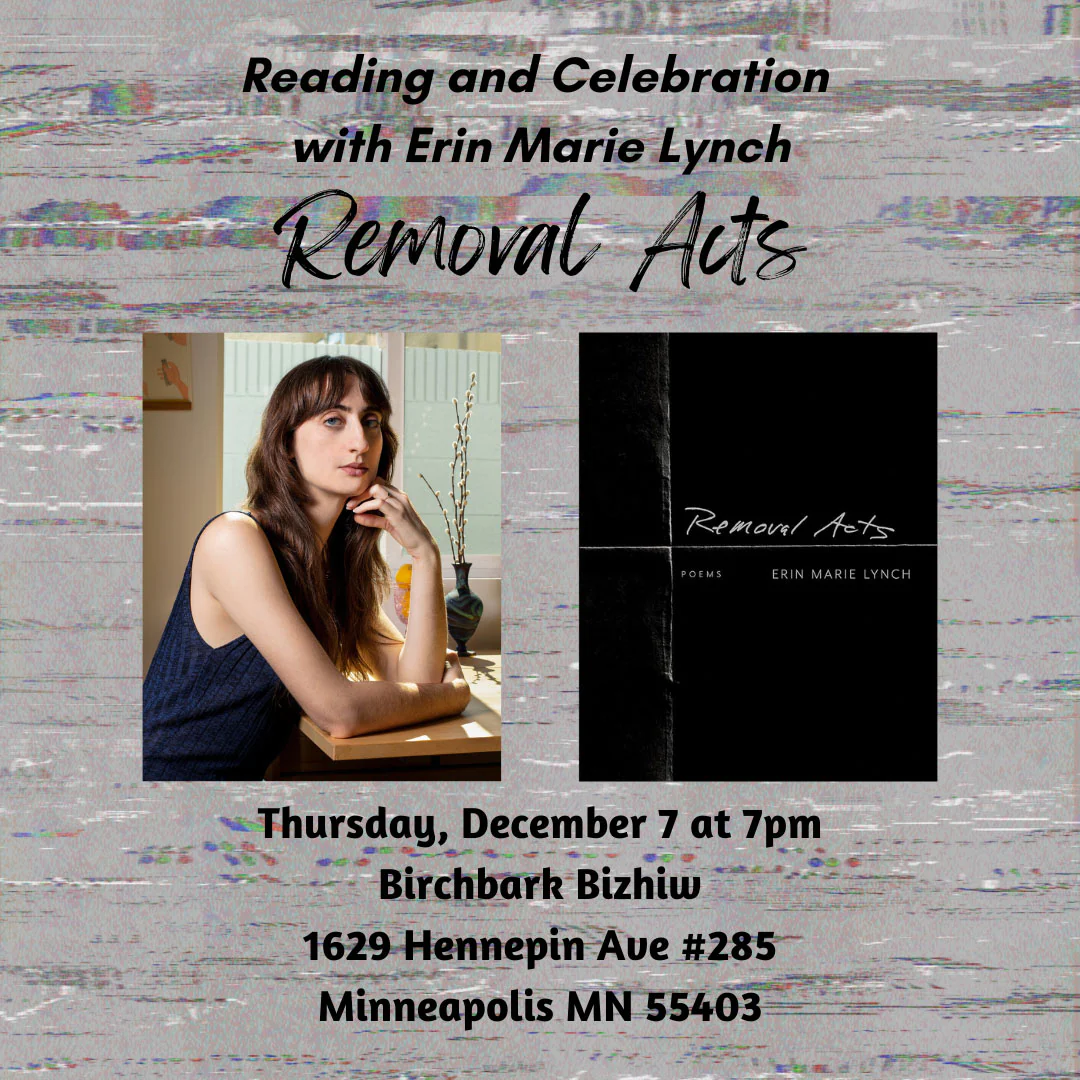 Reading and Celebration
with Erin Marie Lynch
Removal Acts
Removal Acts
POEMS ERIN MARIE LYNCH
Thursday, December 7 at 7pm
Birchbark Bizhiw
1629 Hennepin Ave #285
Minneapolis MN 55403